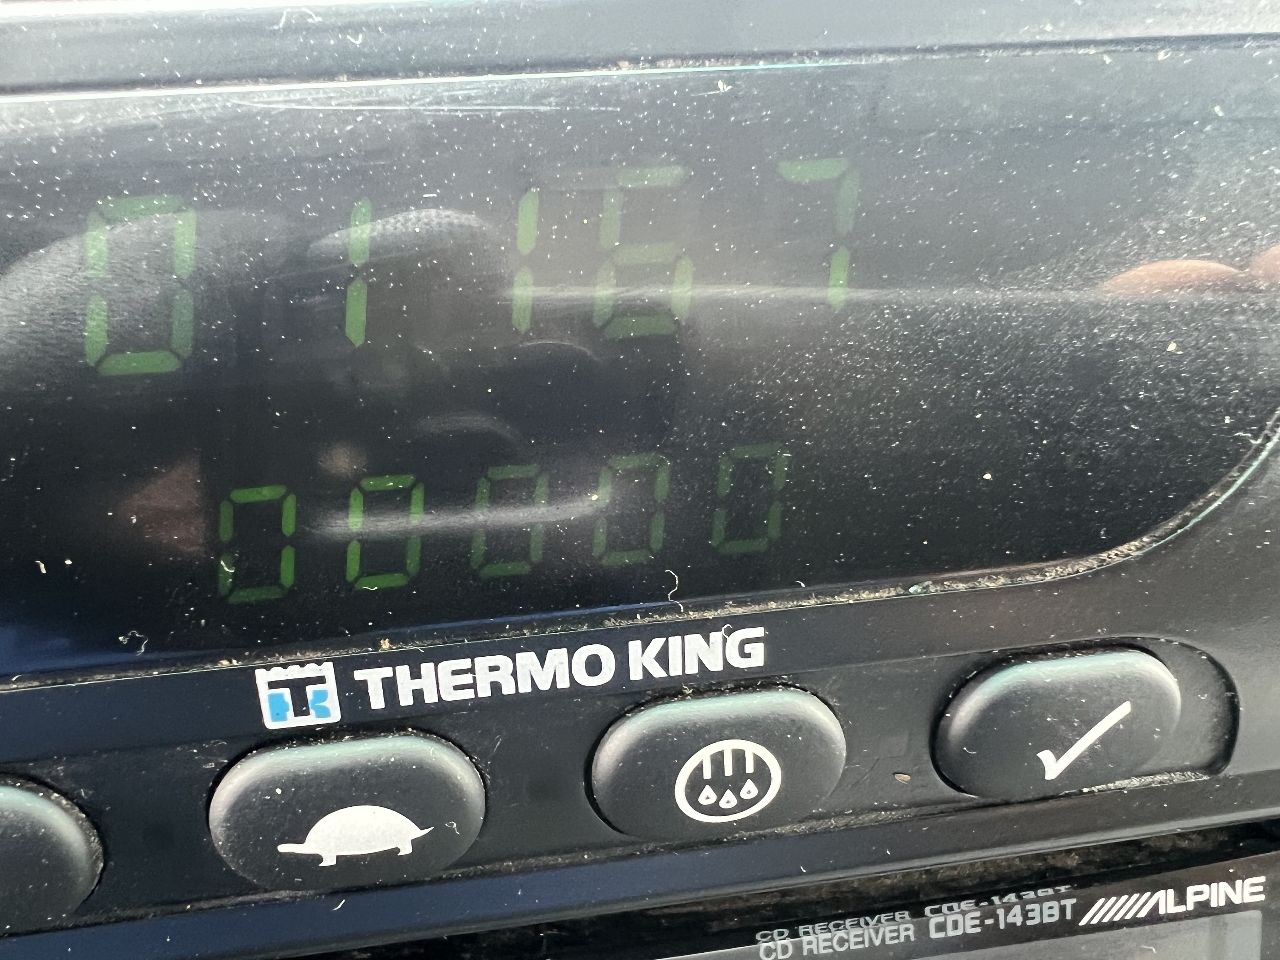 01167
00000
THERMO KING
CD RECEIVER CDE-143BT ALPINE